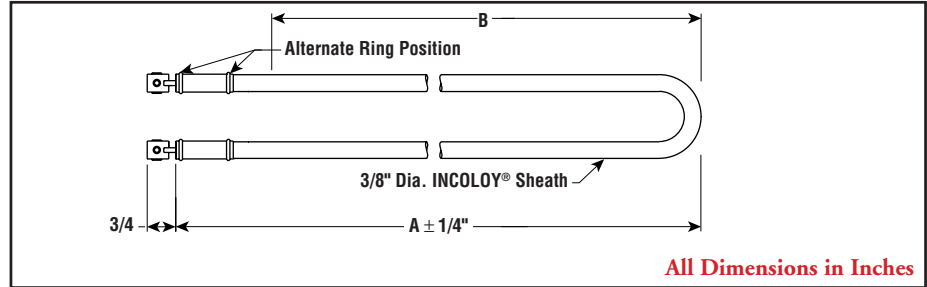 B
Alternate Ring Position
3/8" Dia. INCOLOY® Sheath
3/4
A ± 1/4"
All Dimensions in Inches